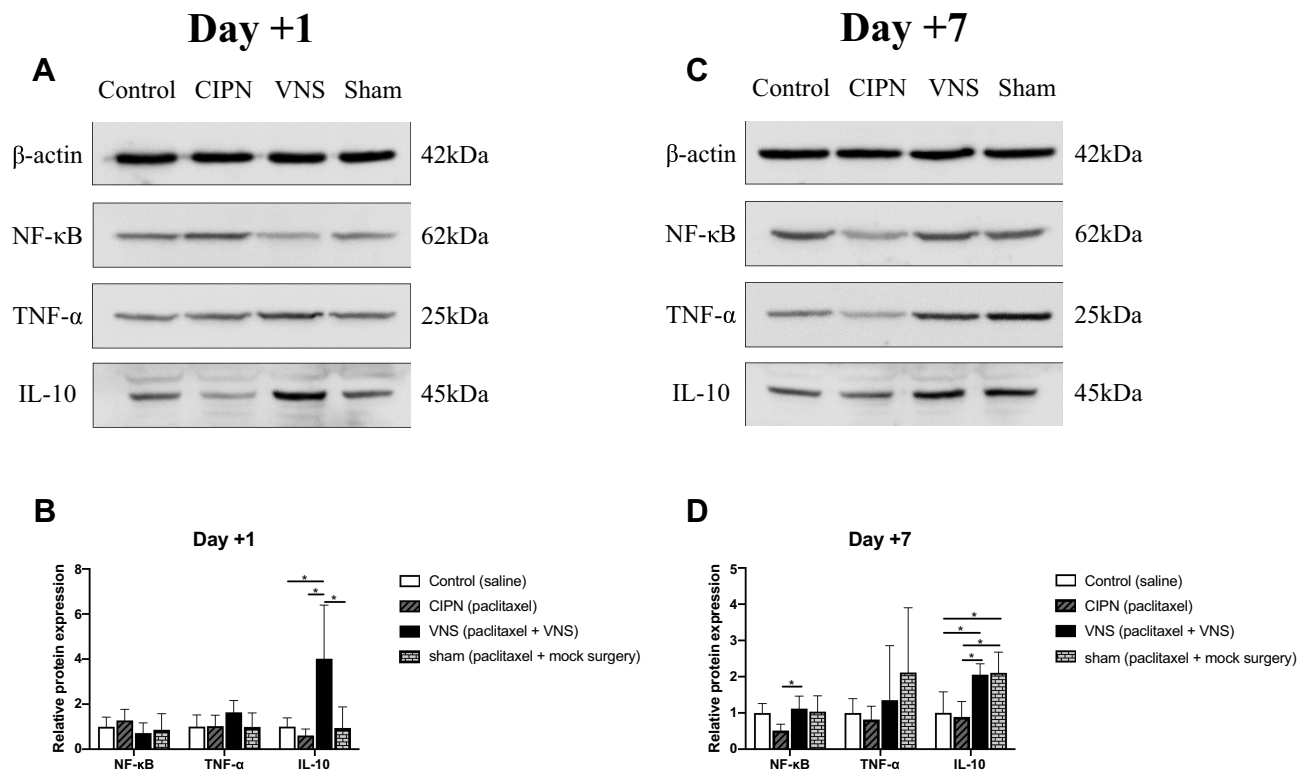 Day +1
A
Control CIPN VNS Sham
β-actin 42kDa
NF-κB 62kDa
TNF-α 25kDa
IL-10 45kDa
B
Day +1
Relative protein expression
8
6
4
2
0
* * *
NF-κB TNF-α IL-10
Control (saline)
CIPN (paclitaxel)
VNS (paclitaxel + VNS)
sham (paclitaxel + mock surgery)
Day +7
C
Control CIPN VNS Sham
β-actin 42kDa
NF-κB 62kDa
TNF-α 25kDa
IL-10 45kDa
D
Day +7
Relative protein expression
5
4
3
2
1
0
* * * * *
NF-κB TNF-α IL-10
Control (saline)
CIPN (paclitaxel)
VNS (paclitaxel + VNS)
sham (paclitaxel + mock surgery)